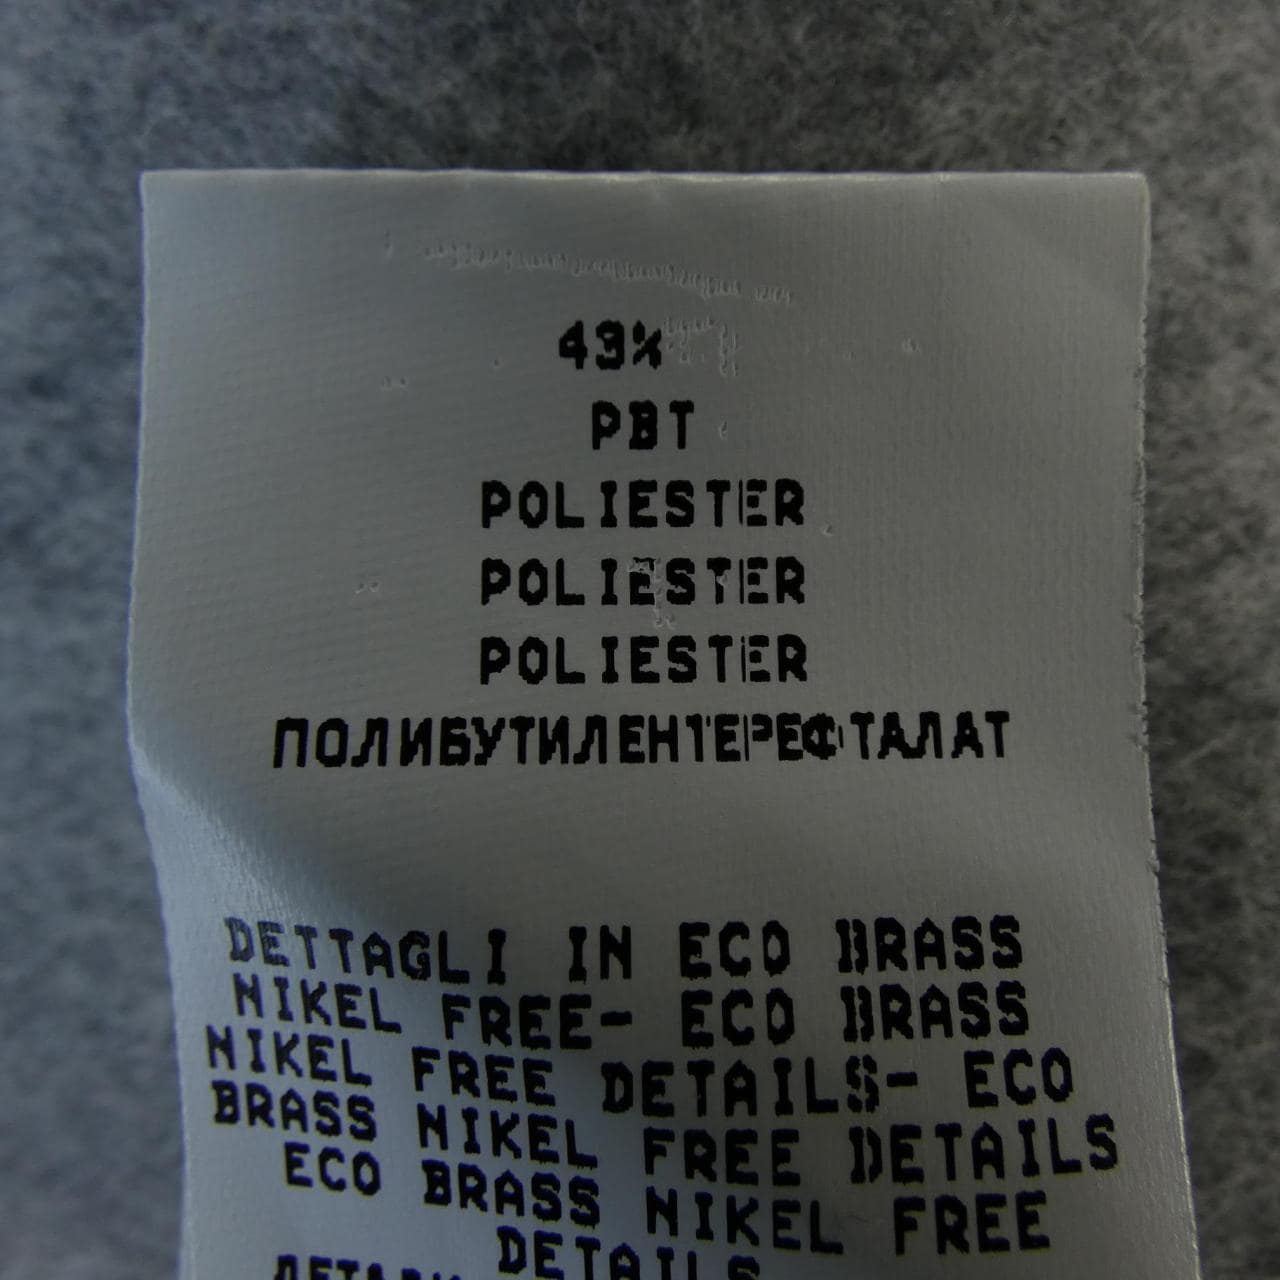 43%
PBT
POLIESTER
POLIESTER
POLIESTER
ПОЛИБУТИЛЕНТЕРЕФТАЛАТ
DETTAGLI IN ECO BRASS
NIKEL FREE- ECO BRASS
NIKEL FREE DETAILS- ECO
BRASS NIKEL FREE DETAILS
ECO BRASS NIKEL FREE
DETAILS